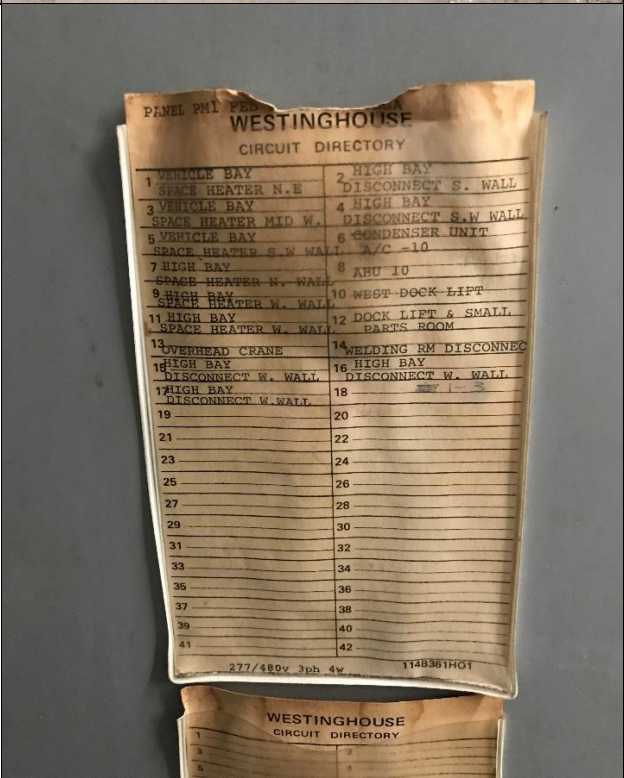 PANEL PM1 FED
WESTINGHOUSE
CIRCUIT DIRECTORY
1 VEHICLE BAY
SPACE HEATER N.E
2 HIGH BAY
DISCONNECT S. WALL
3 VEHICLE BAY
SPACE HEATER MID W.
4 HIGH BAY
DISCONNECT S.W WALL
5 VEHICLE BAY
SPACE HEATER S.W WALL
6 CONDENSER UNIT
A/C -10
7 HIGH BAY
SPACE HEATER N. WALL
8 AHU 10
9 HIGH BAY
SPACE HEATER W. WALL
10 WEST DOCK LIFT
11 HIGH BAY
SPACE HEATER W. WALL
12 DOCK LIFT & SMALL
PARTS ROOM
13
OVERHEAD CRANE
14 WELDING RM DISCONNEC
15 HIGH BAY
DISCONNECT W. WALL
16 HIGH BAY
DISCONNECT W. WALL
17 HIGH BAY
DISCONNECT W.WALL
18 1-3
19
20
21
22
23
24
25
26
27
28
29
30
31
32
33
34
35
36
37
38
39
40
41
42
277/480v 3ph 4w
114B361H01
WESTINGHOUSE
CIRCUIT DIRECTORY
1
2
3
4
5